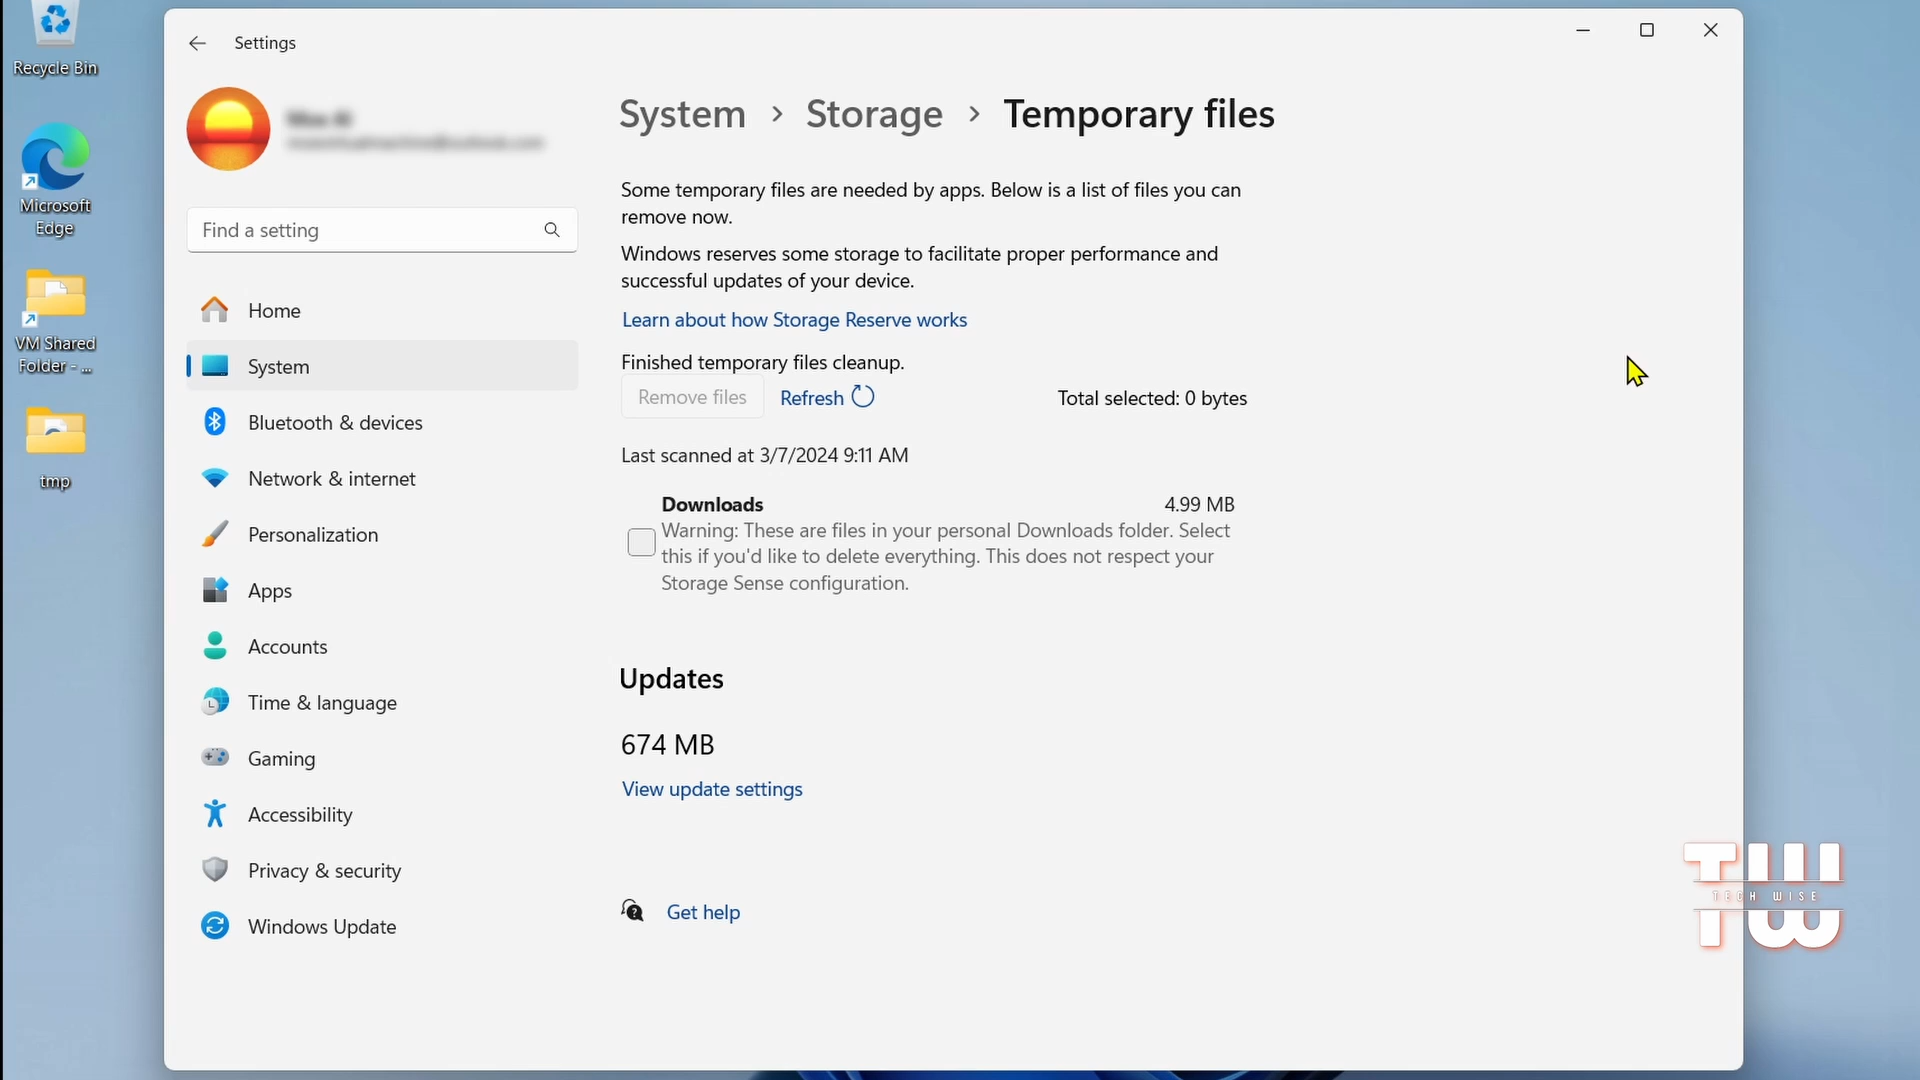 Recycle Bin
Microsoft
Edge
VM Shared
Folder - ...
tmp
Settings
Find a setting
Home
System
Bluetooth & devices
Network & internet
Personalization
Apps
Accounts
Time & language
Gaming
Accessibility
Privacy & security
Windows Update
System > Storage > Temporary files
Some temporary files are needed by apps. Below is a list of files you can
remove now.
Windows reserves some storage to facilitate proper performance and
successful updates of your device.
Learn about how Storage Reserve works
Finished temporary files cleanup.
Remove files Refresh Total selected: 0 bytes
Last scanned at 3/7/2024 9:11 AM
Downloads 4.99 MB
Warning: These are files in your personal Downloads folder. Select
this if you'd like to delete everything. This does not respect your
Storage Sense configuration.
Updates
674 MB
View update settings
Get help
TW
TECH WISE